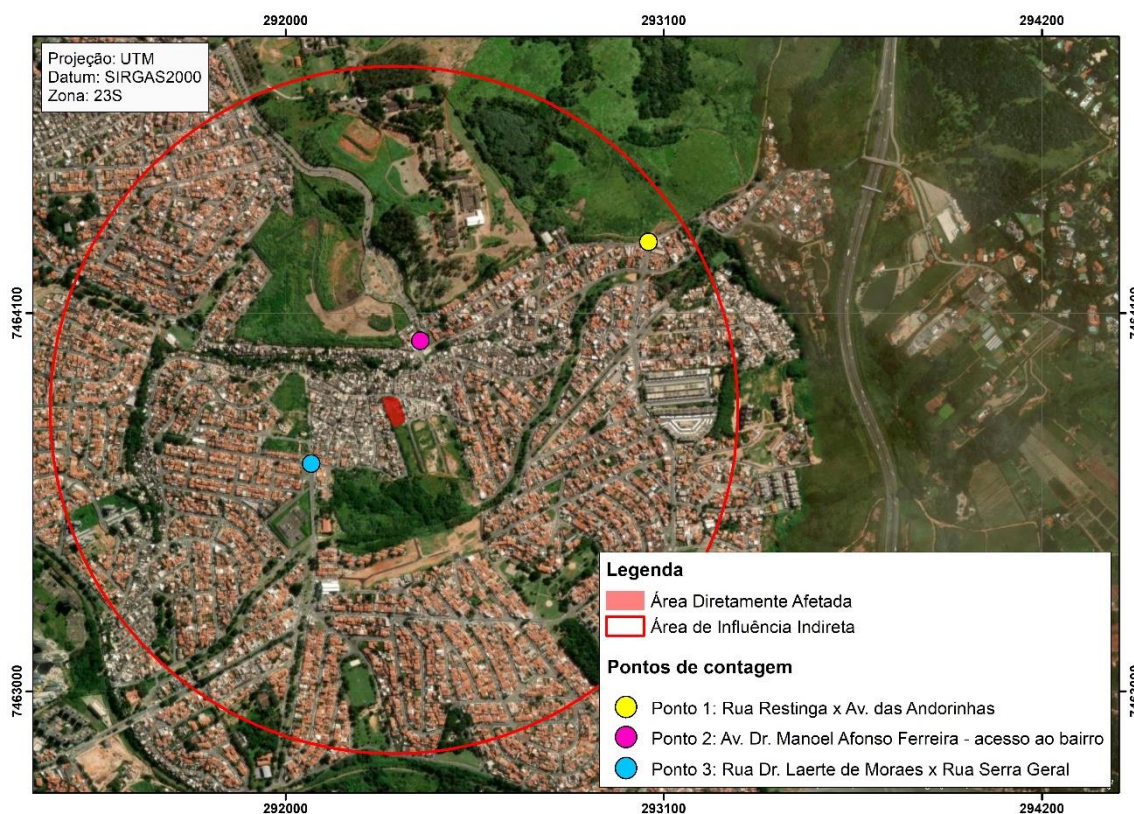 292000
293100
294200
Projeção: UTM
Datum: SIRGAS2000
Zona: 23S
7464100
7464100
Legenda
Área Diretamente Afetada
Área de Influência Indireta
Pontos de contagem
Ponto 1: Rua Restinga x Av. das Andorinhas
Ponto 2: Av. Dr. Manoel Afonso Ferreira - acesso ao bairro
Ponto 3: Rua Dr. Laerte de Moraes x Rua Serra Geral
7463000
7463000
292000
293100
294200